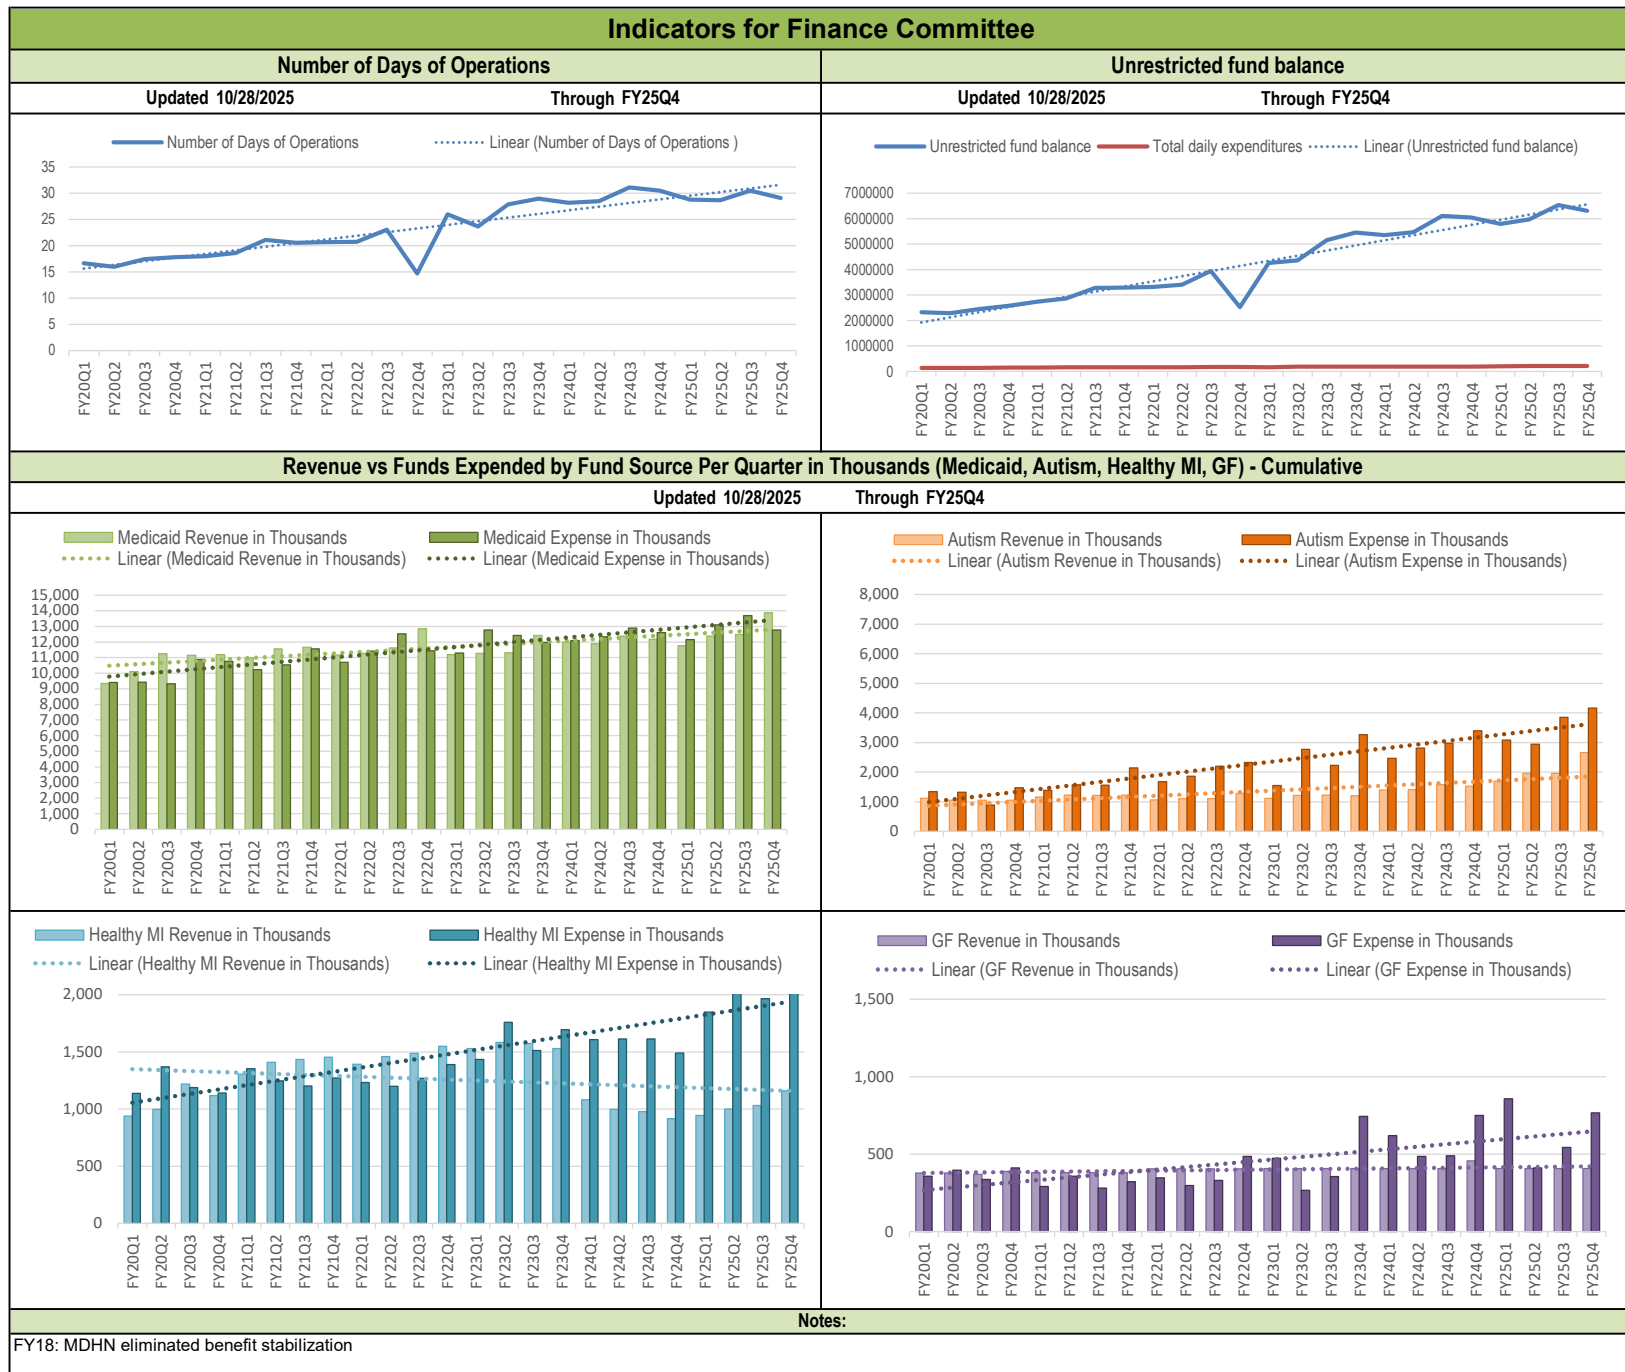 Indicators for Finance Committee
Number of Days of Operations
Unrestricted fund balance
Updated 10/28/2025 Through FY25Q4
Updated 10/28/2025 Through FY25Q4
Number of Days of Operations Linear (Number of Days of Operations )
35
30
25
20
15
10
5
0
FY20Q1 FY20Q2 FY20Q3 FY20Q4 FY21Q1 FY21Q2 FY21Q3 FY21Q4 FY22Q1 FY22Q2 FY22Q3 FY22Q4 FY23Q1 FY23Q2 FY23Q3 FY23Q4 FY24Q1 FY24Q2 FY24Q3 FY24Q4 FY25Q1 FY25Q2 FY25Q3 FY25Q4
Unrestricted fund balance Total daily expenditures Linear (Unrestricted fund balance)
7000000
6000000
5000000
4000000
3000000
2000000
1000000
0
FY20Q1 FY20Q2 FY20Q3 FY20Q4 FY21Q1 FY21Q2 FY21Q3 FY21Q4 FY22Q1 FY22Q2 FY22Q3 FY22Q4 FY23Q1 FY23Q2 FY23Q3 FY23Q4 FY24Q1 FY24Q2 FY24Q3 FY24Q4 FY25Q1 FY25Q2 FY25Q3 FY25Q4
Revenue vs Funds Expended by Fund Source Per Quarter in Thousands (Medicaid, Autism, Healthy MI, GF) - Cumulative
Updated 10/28/2025 Through FY25Q4
Medicaid Revenue in Thousands Medicaid Expense in Thousands
Linear (Medicaid Revenue in Thousands) Linear (Medicaid Expense in Thousands)
15,000
14,000
13,000
12,000
11,000
10,000
9,000
8,000
7,000
6,000
5,000
4,000
3,000
2,000
1,000
0
FY20Q1 FY20Q2 FY20Q3 FY20Q4 FY21Q1 FY21Q2 FY21Q3 FY21Q4 FY22Q1 FY22Q2 FY22Q3 FY22Q4 FY23Q1 FY23Q2 FY23Q3 FY23Q4 FY24Q1 FY24Q2 FY24Q3 FY24Q4 FY25Q1 FY25Q2 FY25Q3 FY25Q4
Autism Revenue in Thousands Autism Expense in Thousands
Linear (Autism Revenue in Thousands) Linear (Autism Expense in Thousands)
8,000
7,000
6,000
5,000
4,000
3,000
2,000
1,000
0
FY20Q1 FY20Q2 FY20Q3 FY20Q4 FY21Q1 FY21Q2 FY21Q3 FY21Q4 FY22Q1 FY22Q2 FY22Q3 FY22Q4 FY23Q1 FY23Q2 FY23Q3 FY23Q4 FY24Q1 FY24Q2 FY24Q3 FY24Q4 FY25Q1 FY25Q2 FY25Q3 FY25Q4
Healthy MI Revenue in Thousands Healthy MI Expense in Thousands
Linear (Healthy MI Revenue in Thousands) Linear (Healthy MI Expense in Thousands)
2,000
1,500
1,000
500
0
FY20Q1 FY20Q2 FY20Q3 FY20Q4 FY21Q1 FY21Q2 FY21Q3 FY21Q4 FY22Q1 FY22Q2 FY22Q3 FY22Q4 FY23Q1 FY23Q2 FY23Q3 FY23Q4 FY24Q1 FY24Q2 FY24Q3 FY24Q4 FY25Q1 FY25Q2 FY25Q3 FY25Q4
GF Revenue in Thousands GF Expense in Thousands
Linear (GF Revenue in Thousands) Linear (GF Expense in Thousands)
1,500
1,000
500
0
FY20Q1 FY20Q2 FY20Q3 FY20Q4 FY21Q1 FY21Q2 FY21Q3 FY21Q4 FY22Q1 FY22Q2 FY22Q3 FY22Q4 FY23Q1 FY23Q2 FY23Q3 FY23Q4 FY24Q1 FY24Q2 FY24Q3 FY24Q4 FY25Q1 FY25Q2 FY25Q3 FY25Q4
Notes:
FY18: MDHN eliminated benefit stabilization